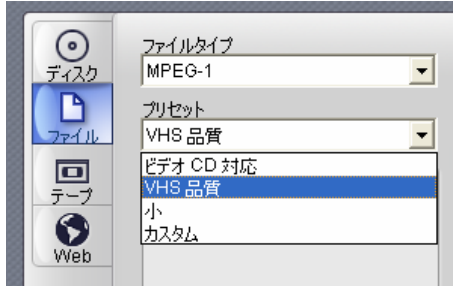 ディスク
ファイル
テープ
Web
ファイルタイプ
MPEG-1
プリセット
VHS 品質
ビデオ CD 対応
VHS 品質
小
カスタム